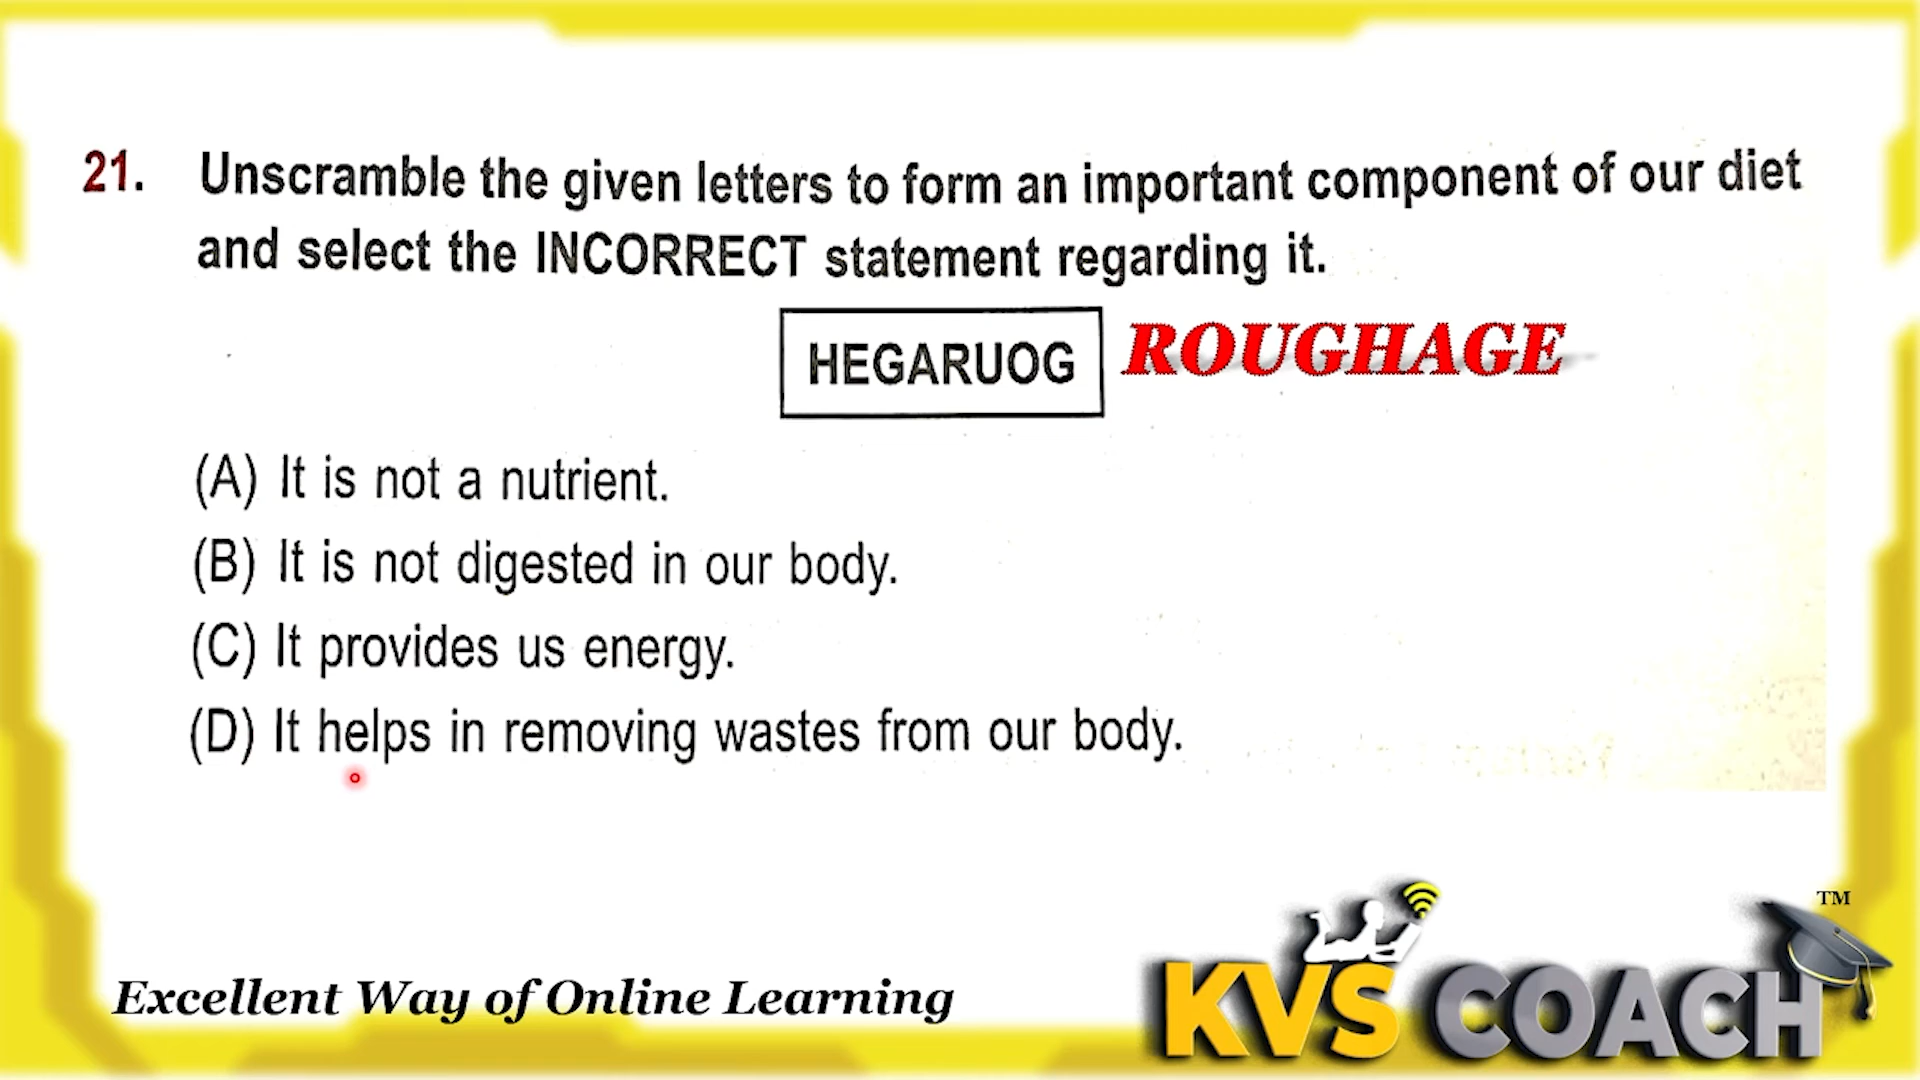 21. Unscramble the given letters to form an important component of our diet
and select the INCORRECT statement regarding it.
HEGARUOG ROUGHAGE
(A) It is not a nutrient.
(B) It is not digested in our body.
(C) It provides us energy.
(D) It helps in removing wastes from our body.
Excellent Way of Online Learning
KVS COACH TM